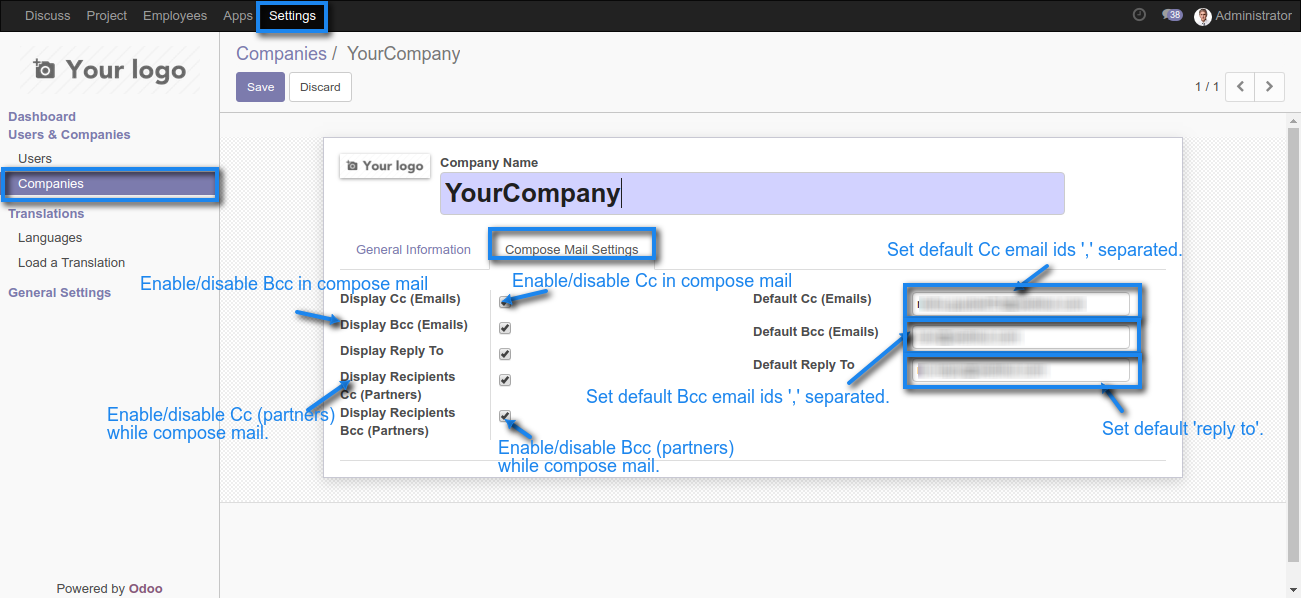 Discuss Project Employees Apps Settings 38 Administrator
Your logo
Companies / YourCompany
Save Discard
1 / 1
Dashboard
Users & Companies
Users
Companies
Translations
Languages
Load a Translation
General Settings
Your logo
Company Name
YourCompany
General Information Compose Mail Settings
Set default Cc email ids ',' separated.
Enable/disable Bcc in compose mail
Enable/disable Cc in compose mail
Display Cc (Emails)
Display Bcc (Emails)
Display Reply To
Display Recipients
Cc (Partners)
Display Recipients
Bcc (Partners)
Default Cc (Emails)
Default Bcc (Emails)
Default Reply To
Set default Bcc email ids ',' separated.
Enable/disable Cc (partners)
while compose mail.
Set default 'reply to'.
Enable/disable Bcc (partners)
while compose mail.
Powered by Odoo